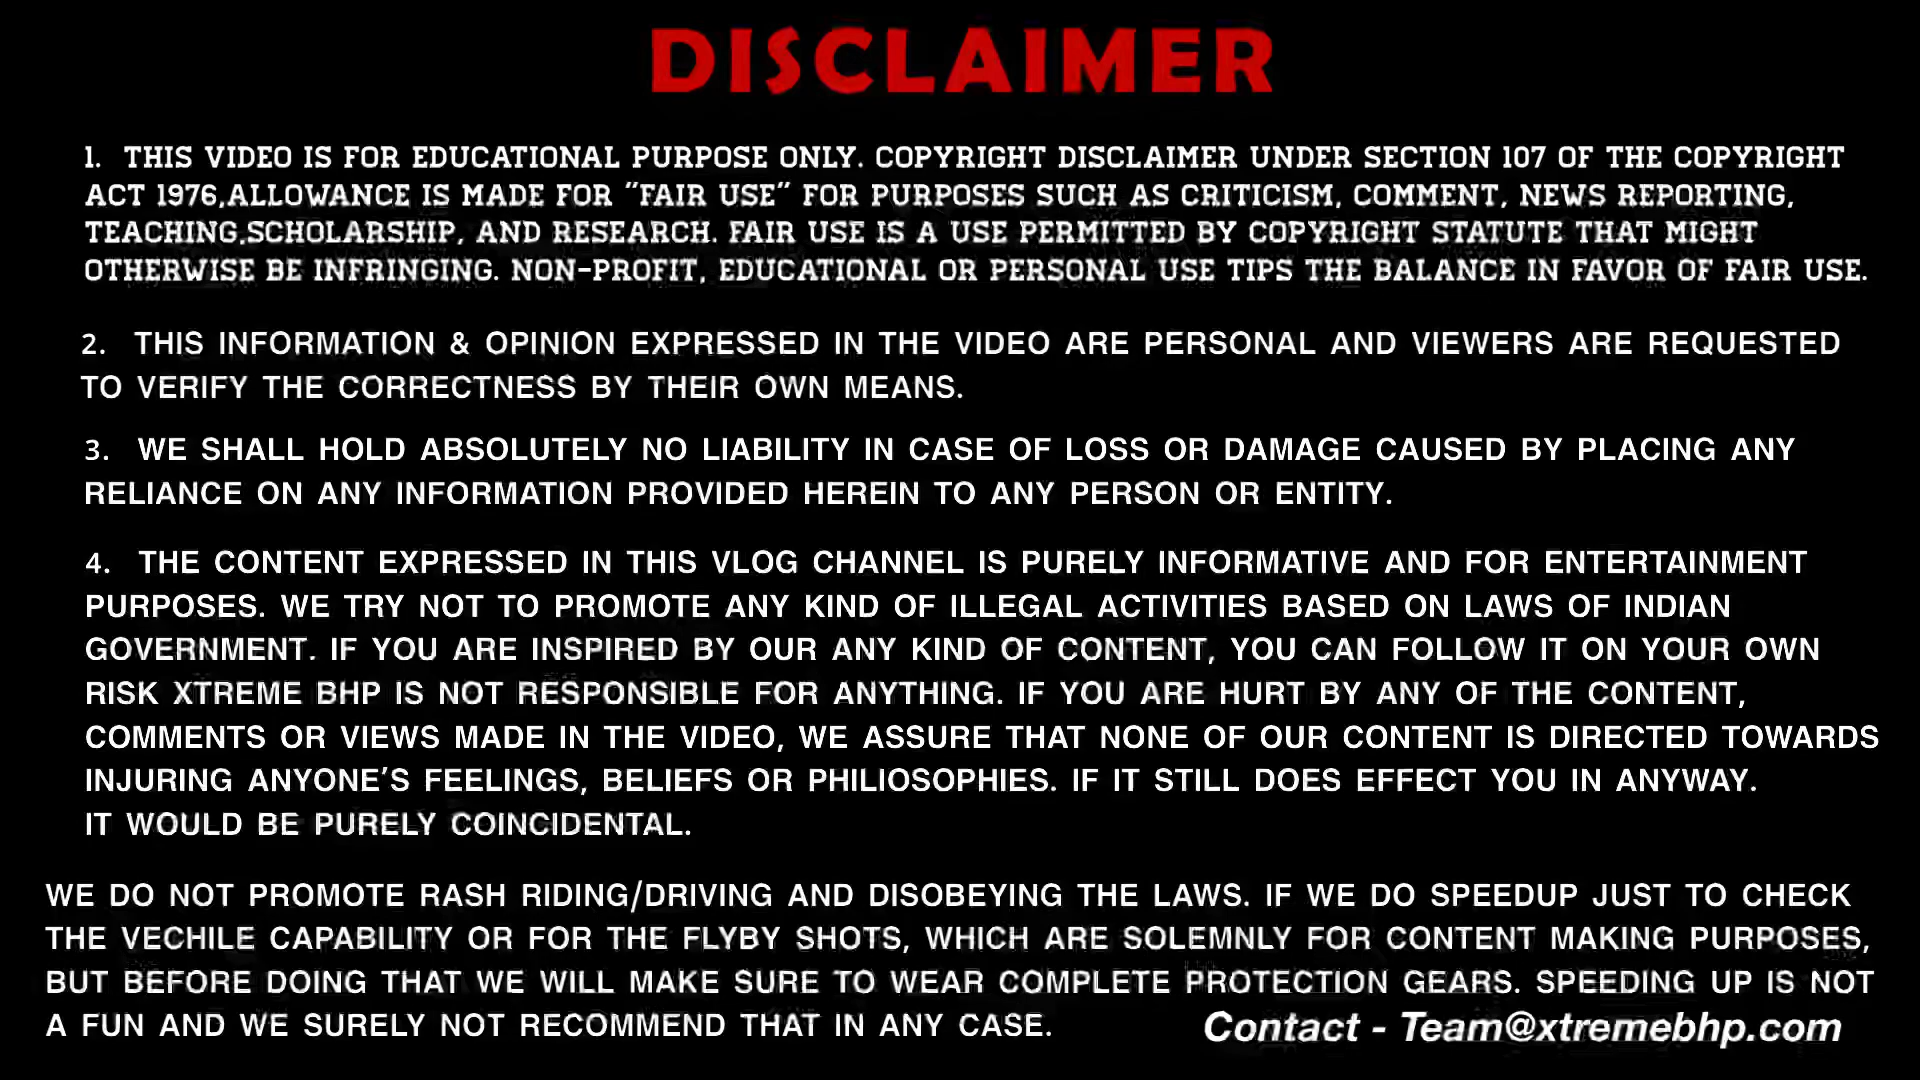 DISCLAIMER
1. THIS VIDEO IS FOR EDUCATIONAL PURPOSE ONLY. COPYRIGHT DISCLAIMER UNDER SECTION 107 OF THE COPYRIGHT
ACT 1976,ALLOWANCE IS MADE FOR "FAIR USE" FOR PURPOSES SUCH AS CRITICISM, COMMENT, NEWS REPORTING,
TEACHING,SCHOLARSHIP, AND RESEARCH. FAIR USE IS A USE PERMITTED BY COPYRIGHT STATUTE THAT MIGHT
OTHERWISE BE INFRINGING. NON-PROFIT, EDUCATIONAL OR PERSONAL USE TIPS THE BALANCE IN FAVOR OF FAIR USE.
2. THIS INFORMATION & OPINION EXPRESSED IN THE VIDEO ARE PERSONAL AND VIEWERS ARE REQUESTED
TO VERIFY THE CORRECTNESS BY THEIR OWN MEANS.
3. WE SHALL HOLD ABSOLUTELY NO LIABILITY IN CASE OF LOSS OR DAMAGE CAUSED BY PLACING ANY
RELIANCE ON ANY INFORMATION PROVIDED HEREIN TO ANY PERSON OR ENTITY.
4. THE CONTENT EXPRESSED IN THIS VLOG CHANNEL IS PURELY INFORMATIVE AND FOR ENTERTAINMENT
PURPOSES. WE TRY NOT TO PROMOTE ANY KIND OF ILLEGAL ACTIVITIES BASED ON LAWS OF INDIAN
GOVERNMENT. IF YOU ARE INSPIRED BY OUR ANY KIND OF CONTENT, YOU CAN FOLLOW IT ON YOUR OWN
RISK XTREME BHP IS NOT RESPONSIBLE FOR ANYTHING. IF YOU ARE HURT BY ANY OF THE CONTENT,
COMMENTS OR VIEWS MADE IN THE VIDEO, WE ASSURE THAT NONE OF OUR CONTENT IS DIRECTED TOWARDS
INJURING ANYONE'S FEELINGS, BELIEFS OR PHILIOSOPHIES. IF IT STILL DOES EFFECT YOU IN ANYWAY.
IT WOULD BE PURELY COINCIDENTAL.
WE DO NOT PROMOTE RASH RIDING/DRIVING AND DISOBEYING THE LAWS. IF WE DO SPEEDUP JUST TO CHECK
THE VECHILE CAPABILITY OR FOR THE FLYBY SHOTS, WHICH ARE SOLEMNLY FOR CONTENT MAKING PURPOSES,
BUT BEFORE DOING THAT WE WILL MAKE SURE TO WEAR COMPLETE PROTECTION GEARS. SPEEDING UP IS NOT
A FUN AND WE SURELY NOT RECOMMEND THAT IN ANY CASE.
Contact - Team@xtremebhp.com